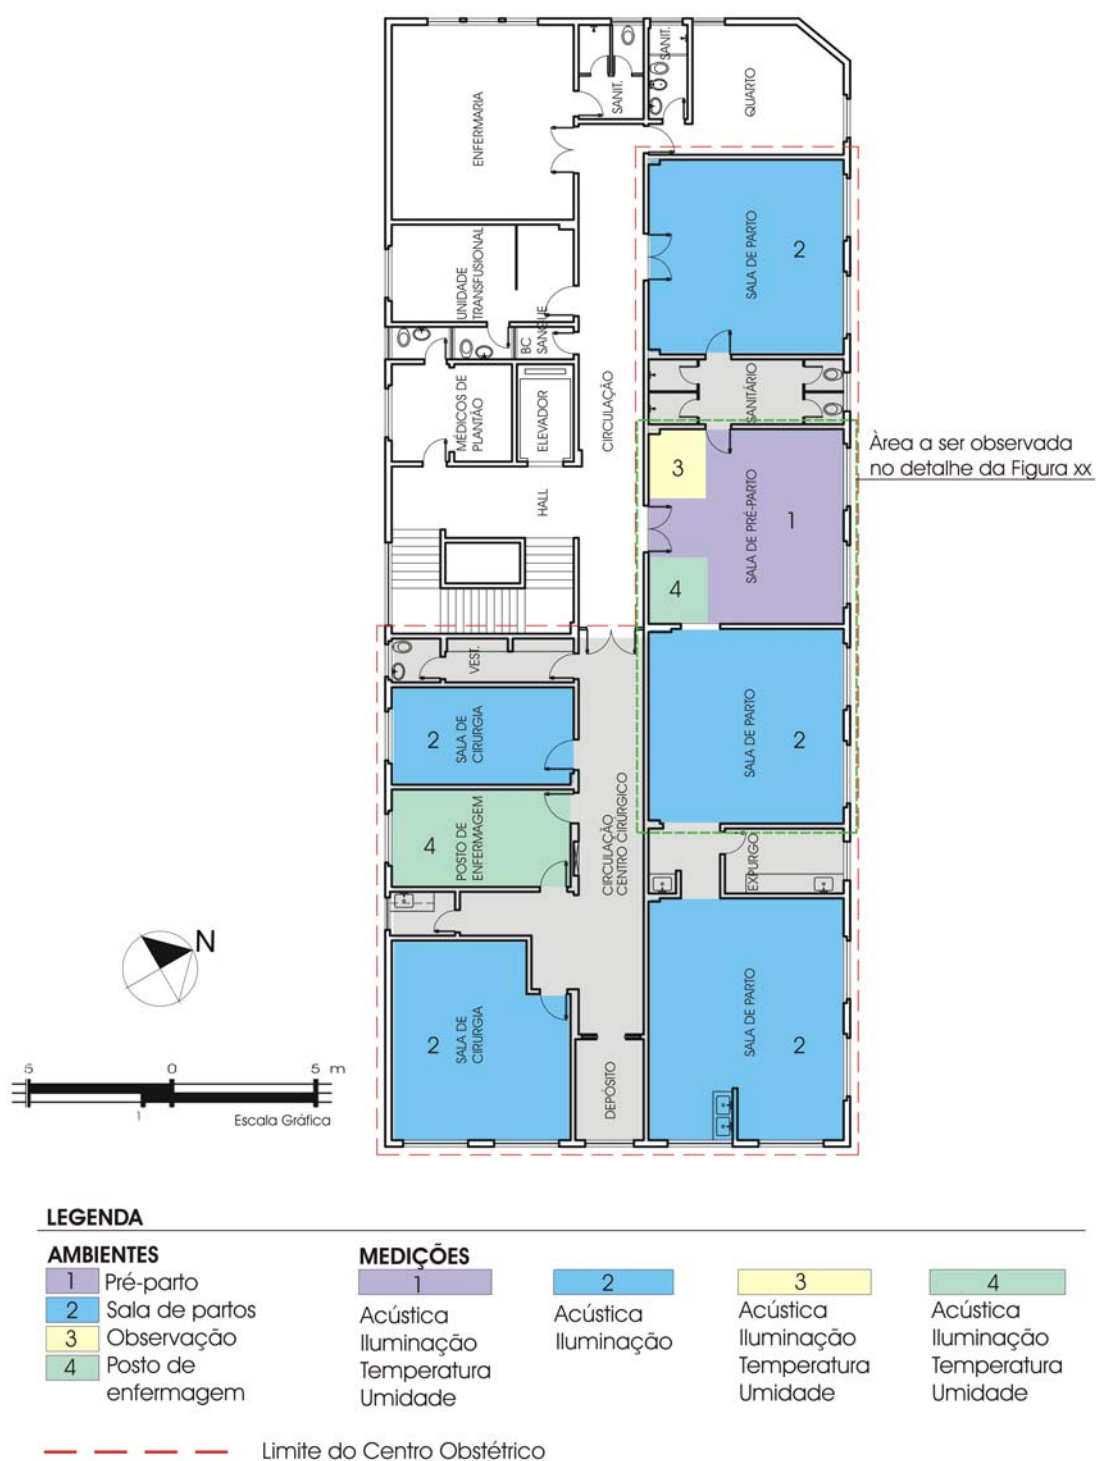 ENFERMARIA
SANIT.
SANIT.
QUARTO
SALA DE PARTO
2
UNIDADE
TRANSFUSIONAL
BC
SANGUE
MÉDICOS DE
PLANTÃO
ELEVADOR
CIRCULAÇÃO
SANITÁRIO
HALL
3
SALA DE PRÉ-PARTO
1
4
Àrea a ser observada
no detalhe da Figura xx
VEST.
2
SALA DE
CIRURGIA
SALA DE PARTO
2
4
POSTO DE
ENFERMAGEM
CIRCULAÇÃO
CENTRO CIRÚRGICO
EXPURGO
2
SALA DE
CIRURGIA
DEPÓSITO
SALA DE PARTO
2
N
5 0 5 m
1
Escala Gráfica
LEGENDA
AMBIENTES
1 Pré-parto
2 Sala de partos
3 Observação
4 Posto de
enfermagem
MEDIÇÕES
1
Acústica
Iluminação
Temperatura
Umidade
2
Acústica
Iluminação
3
Acústica
Iluminação
Temperatura
Umidade
4
Acústica
Iluminação
Temperatura
Umidade
Limite do Centro Obstétrico